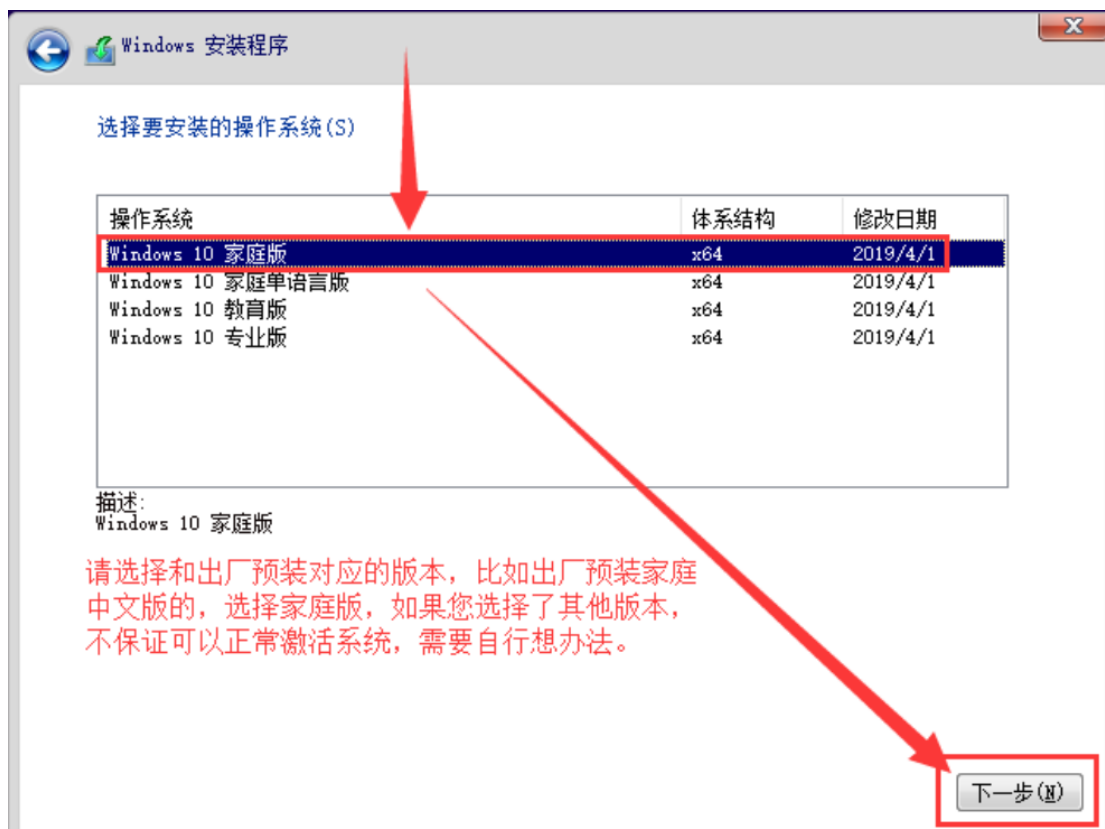 Windows 安装程序
选择要安装的操作系统(S)
操作系统 体系结构 修改日期
Windows 10 家庭版 x64 2019/4/1
Windows 10 家庭单语言版 x64 2019/4/1
Windows 10 教育版 x64 2019/4/1
Windows 10 专业版 x64 2019/4/1
描述:
Windows 10 家庭版
请选择和出厂预装对应的版本，比如出厂预装家庭
中文版的，选择家庭版，如果您选择了其他版本，
不保证可以正常激活系统，需要自行想办法。
下一步(N)